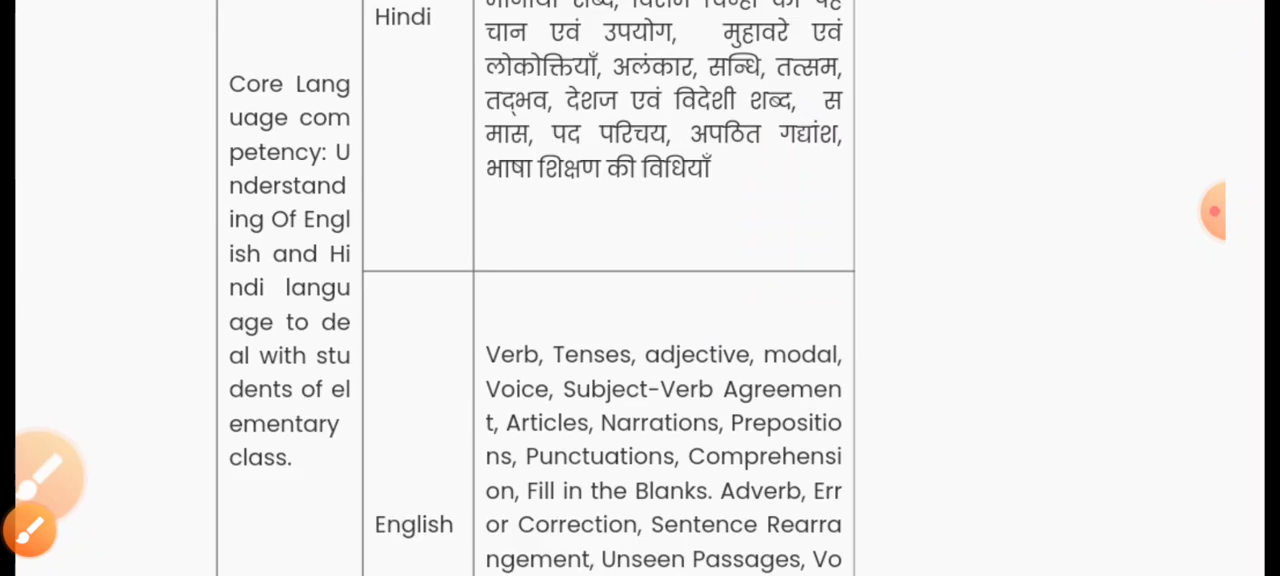 Hindi
चान एवं उपयोग, मुहावरे एवं
लोकोक्तियाँ, अलंकार, सन्धि, तत्सम,
तद्भव, देशज एवं विदेशी शब्द, स
मास, पद परिचय, अपठित गद्यांश,
भाषा शिक्षण की विधियाँ
Core Lang
uage com
petency: U
nderstand
ing Of Engl
ish and Hi
ndi langu
age to de
al with stu
dents of el
ementary
class.
English
Verb, Tenses, adjective, modal,
Voice, Subject-Verb Agreemen
t, Articles, Narrations, Prepositio
ns, Punctuations, Comprehensi
on, Fill in the Blanks. Adverb, Err
or Correction, Sentence Rearra
ngement, Unseen Passages, Vo